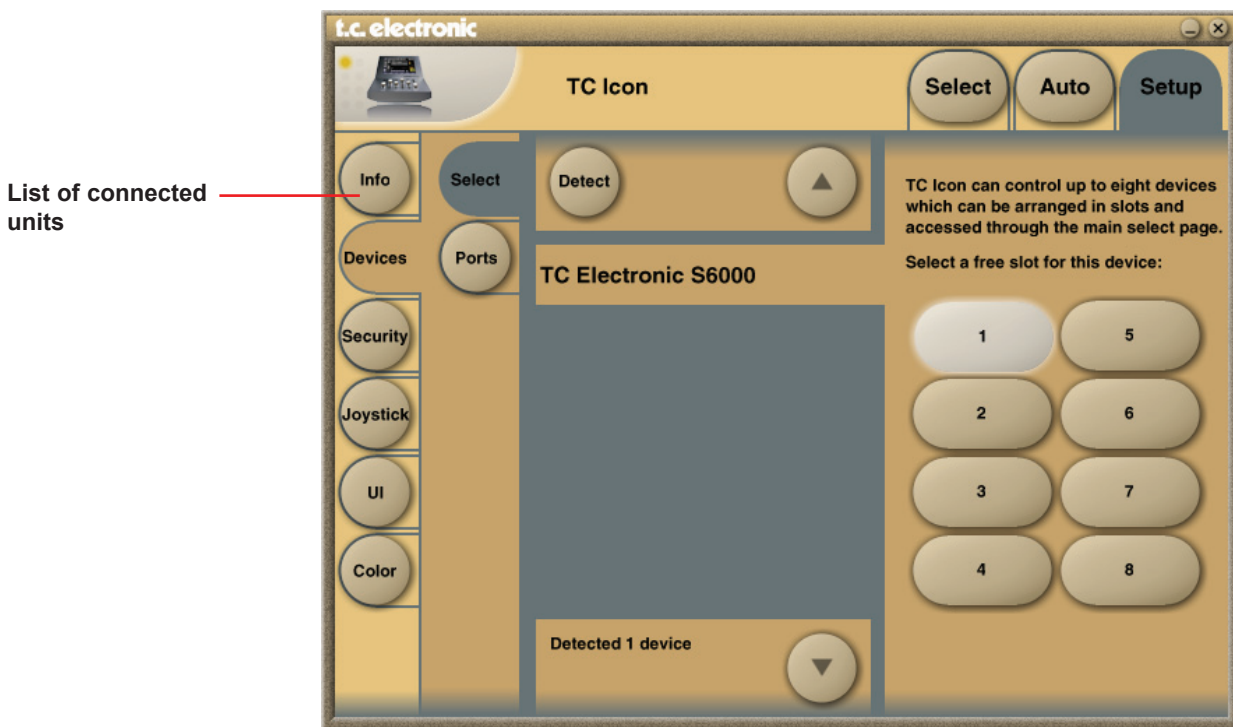 t.c. electronic
TC Icon
Select
Auto
Setup
List of connected
units
Info
Devices
Security
Joystick
UI
Color
Select
Ports
Detect
TC Electronic S6000
Detected 1 device
TC Icon can control up to eight devices
which can be arranged in slots and
accessed through the main select page.
Select a free slot for this device:
1
5
2
6
3
7
4
8